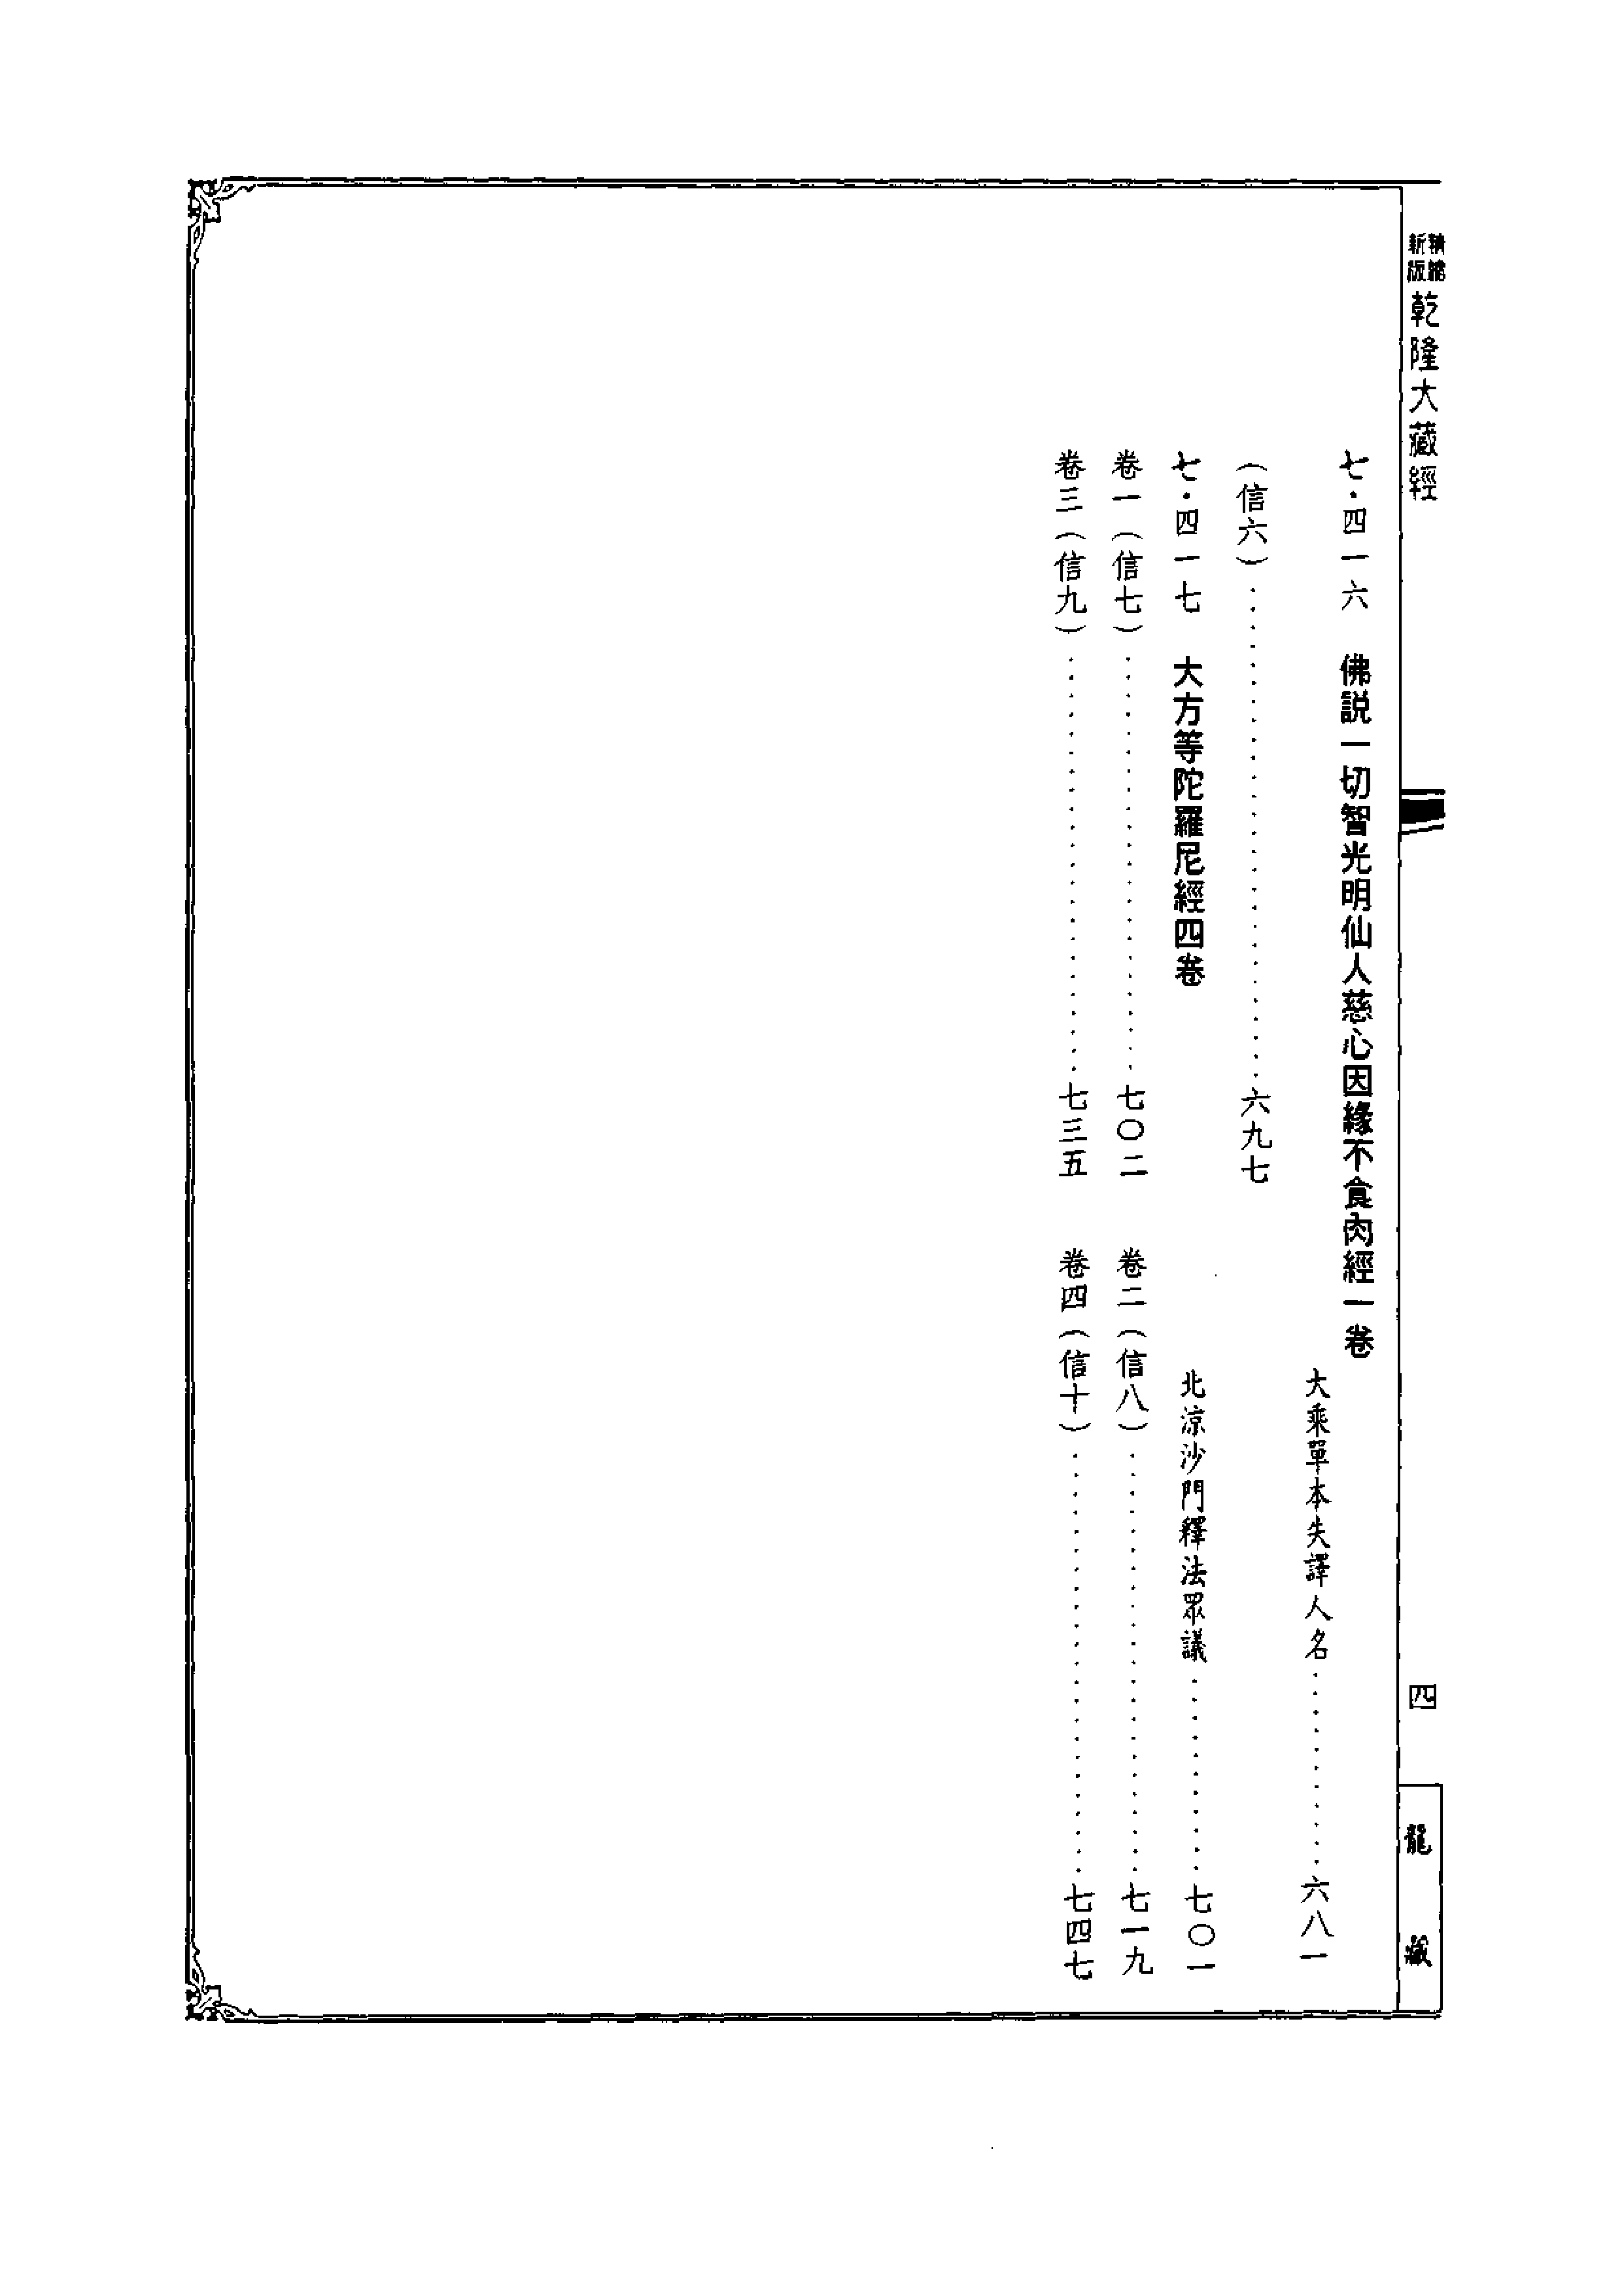 精縮
新版
乾隆大藏經
四
龍藏
七·四一六　佛説一切智光明仙人慈心因緣不食肉經一卷
大乘單本失譯人名…………六八一
（信六）…………六九七
七·四一七　大方等陀羅尼經四卷
北涼沙門釋法眾議…………七〇一
卷一（信七）…………七〇二　卷二（信八）…………七一九
卷三（信九）…………七三五　卷四（信十）…………七四七